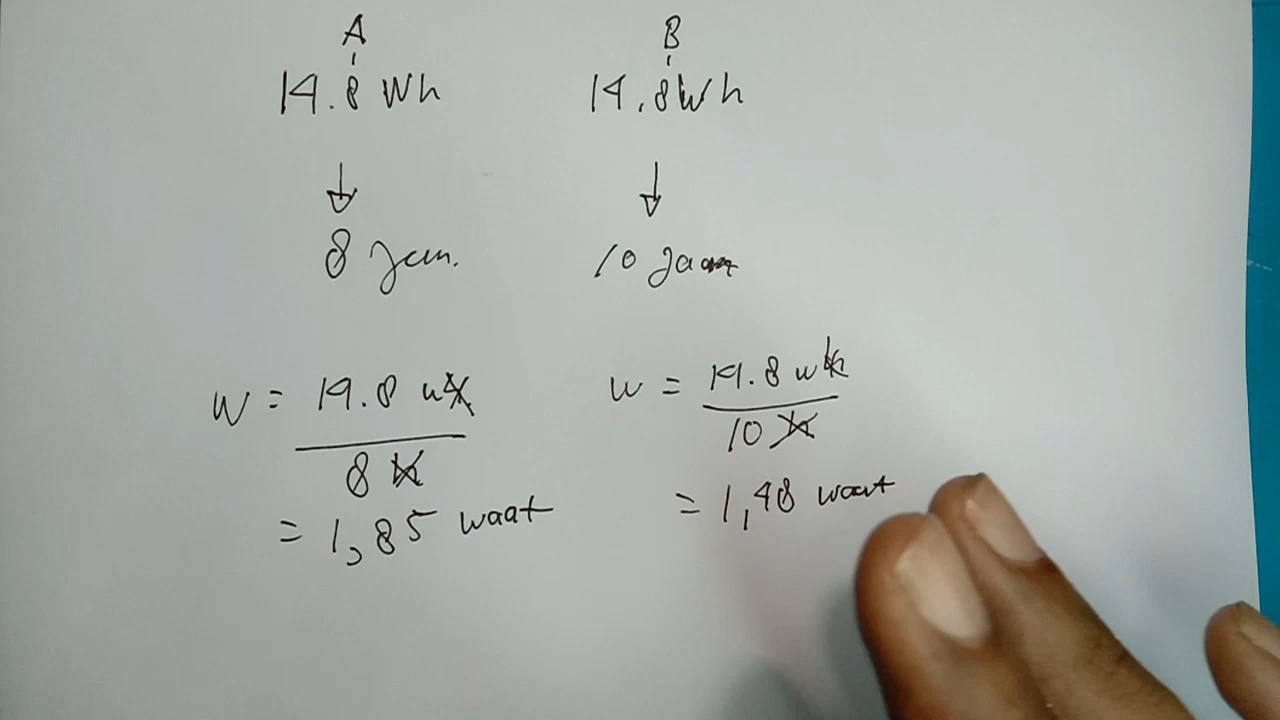 A B
14.8 Wh 14.8Wh
8 Jam. 10 Jam
W = 14.8 wh W = 14.8 wh
8 h 10 h
= 1,85 waat = 1,48 waat